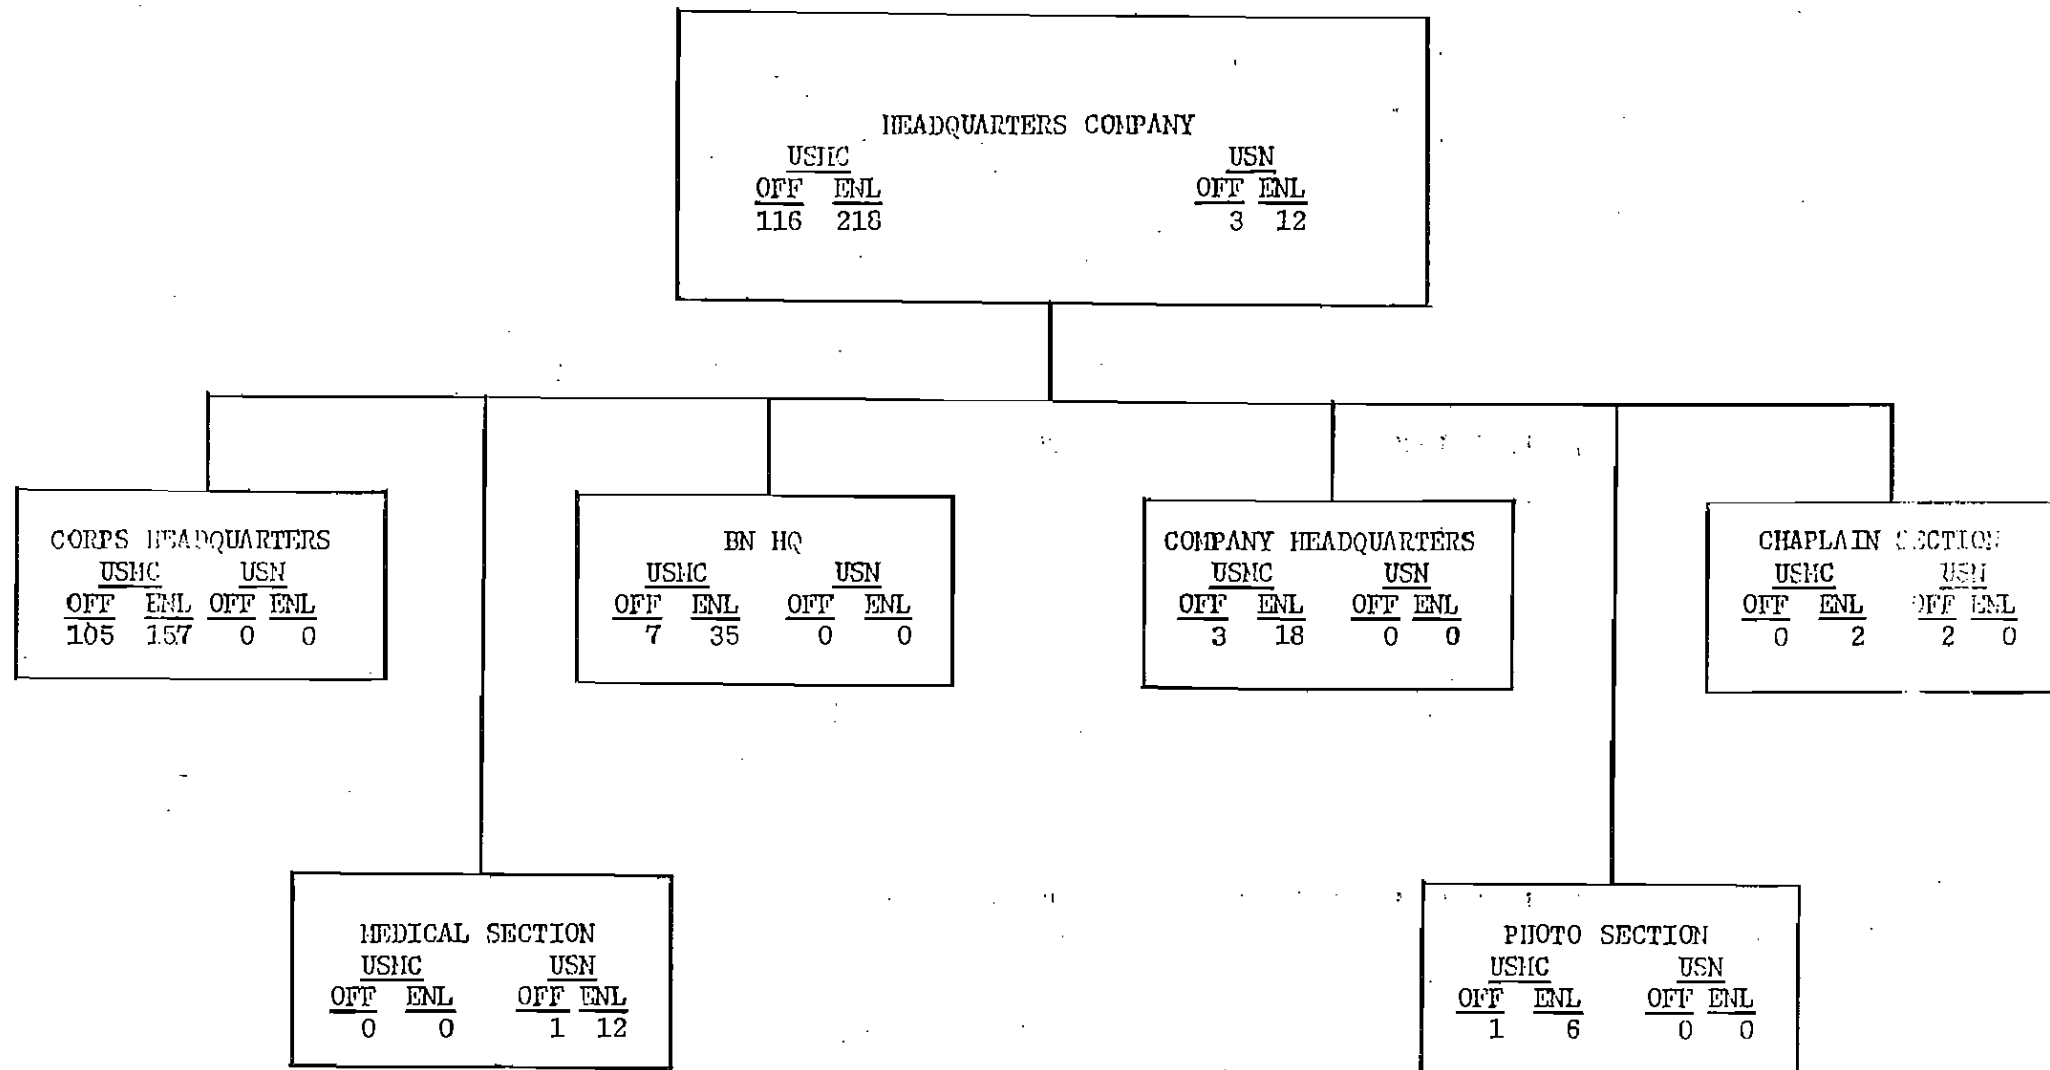 HEADQUARTERS COMPANY
USMC USN
OFF ENL OFF ENL
116 218 3 12
CORPS HEADQUARTERS
USMC USN
OFF ENL OFF ENL
105 157 0 0
BN HQ
USMC USN
OFF ENL OFF ENL
7 35 0 0
COMPANY HEADQUARTERS
USMC USN
OFF ENL OFF ENL
3 18 0 0
CHAPLAIN SECTION
USMC USN
OFF ENL OFF ENL
0 2 2 0
MEDICAL SECTION
USMC USN
OFF ENL OFF ENL
0 0 1 12
PHOTO SECTION
USMC USN
OFF ENL OFF ENL
1 6 0 0